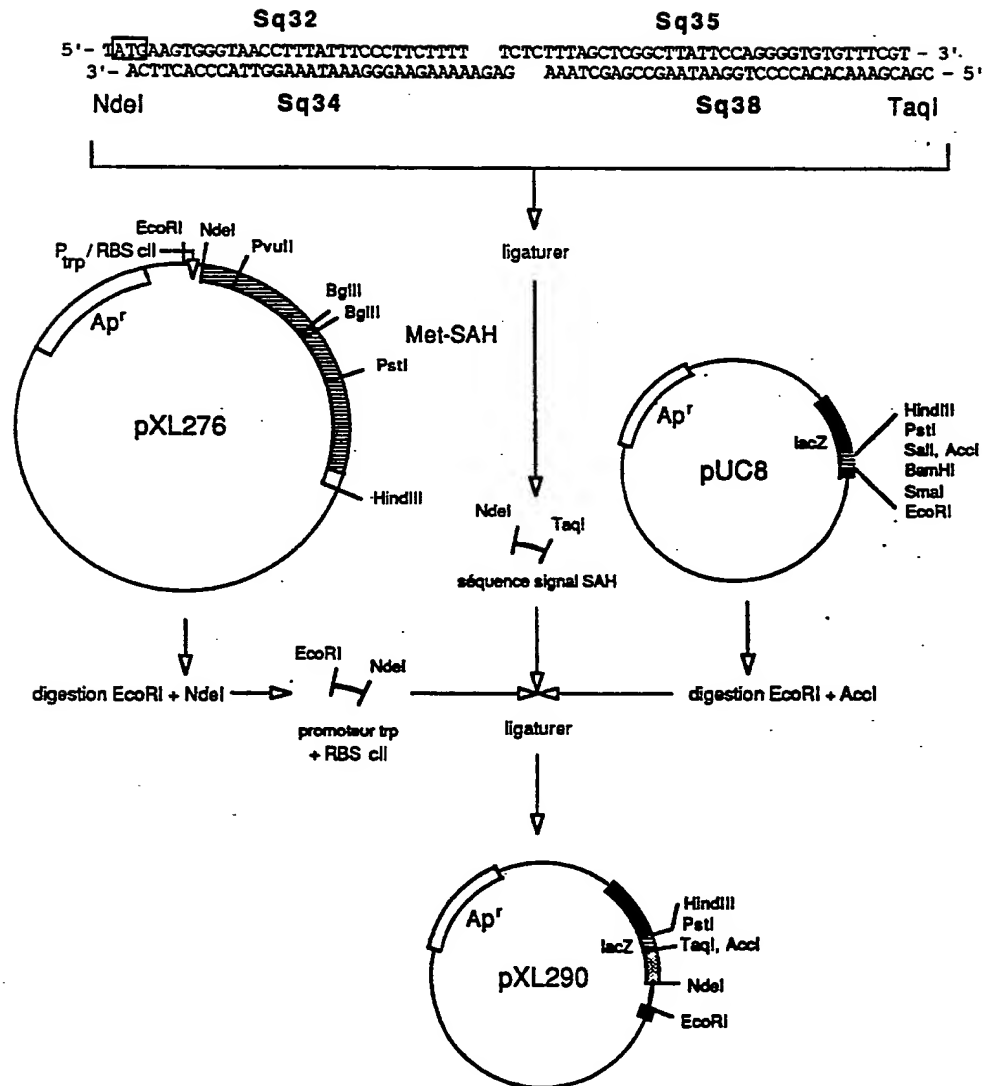 Sq32 Sq35
5'- TATGAAGTGGGTAACCTTTATTTCCCTTCTTTT TCTCTTTAGCTCGGCTTATTCCAGGGGTGTGTTTCGT - 3'.
3'- ACTTCACCCATTGGAAATAAAGGGAAGAAAAAGAG AAATCGAGCCGAATAAGGTCCCCACACAAAGCAGC - 5'
NdeI Sq34 Sq38 TaqI
EcoRI
NdeI
Ptrp / RBS cII
PvuII
ligaturer
BglII
BglII
Apr
Met-SAH
PstI
pXL276
HindIII
Apr
lacZ
pUC8
HindIII
PstI
SalI, AccI
BamHI
SmaI
EcoRI
NdeI
TaqI
séquence signal SAH
EcoRI
NdeI
digestion EcoRI + NdeI
digestion EcoRI + AccI
promoteur trp
+ RBS cII
ligaturer
Apr
lacZ
pXL290
HindIII
PstI
TaqI, AccI
NdeI
EcoRI